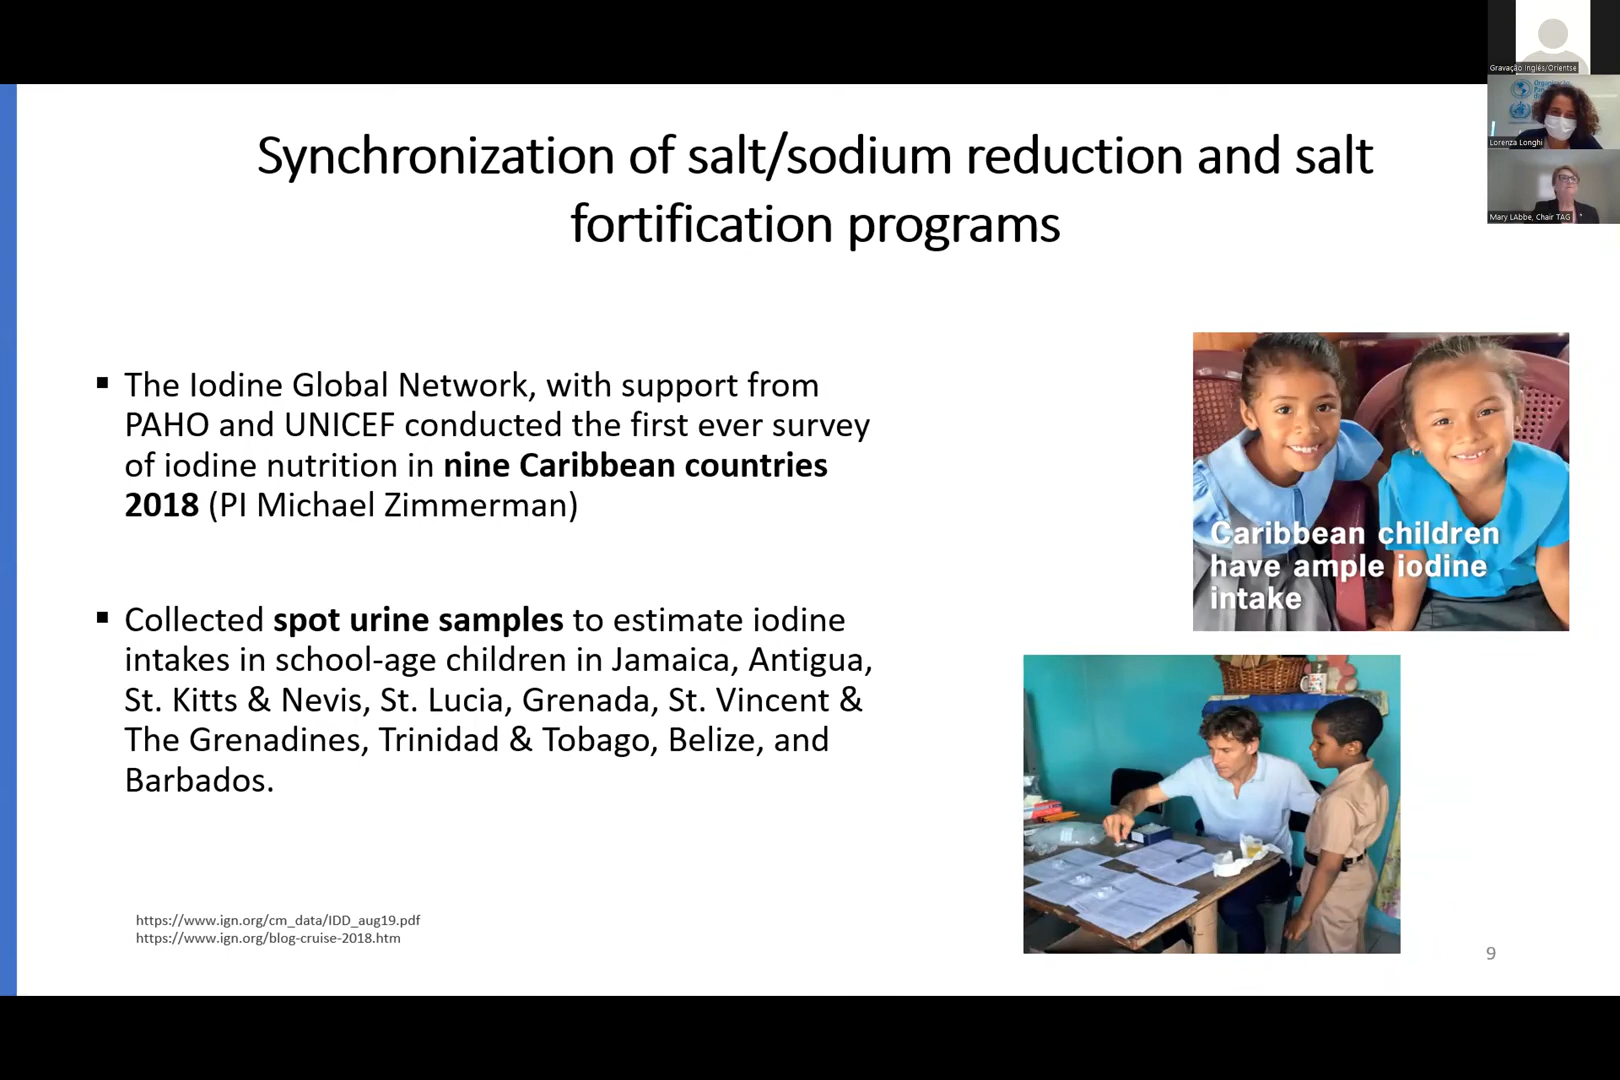 Synchronization of salt/sodium reduction and salt
fortification programs
▪ The Iodine Global Network, with support from
PAHO and UNICEF conducted the first ever survey
of iodine nutrition in nine Caribbean countries
2018 (PI Michael Zimmerman)
▪ Collected spot urine samples to estimate iodine
intakes in school-age children in Jamaica, Antigua,
St. Kitts & Nevis, St. Lucia, Grenada, St. Vincent &
The Grenadines, Trinidad & Tobago, Belize, and
Barbados.
https://www.ign.org/cm_data/IDD_aug19.pdf
https://www.ign.org/blog-cruise-2018.htm
Caribbean children
have ample iodine
intake
9
Gravação Inglês/Orientse
Lorenza Longhi
Mary LAbbe, Chair TAG